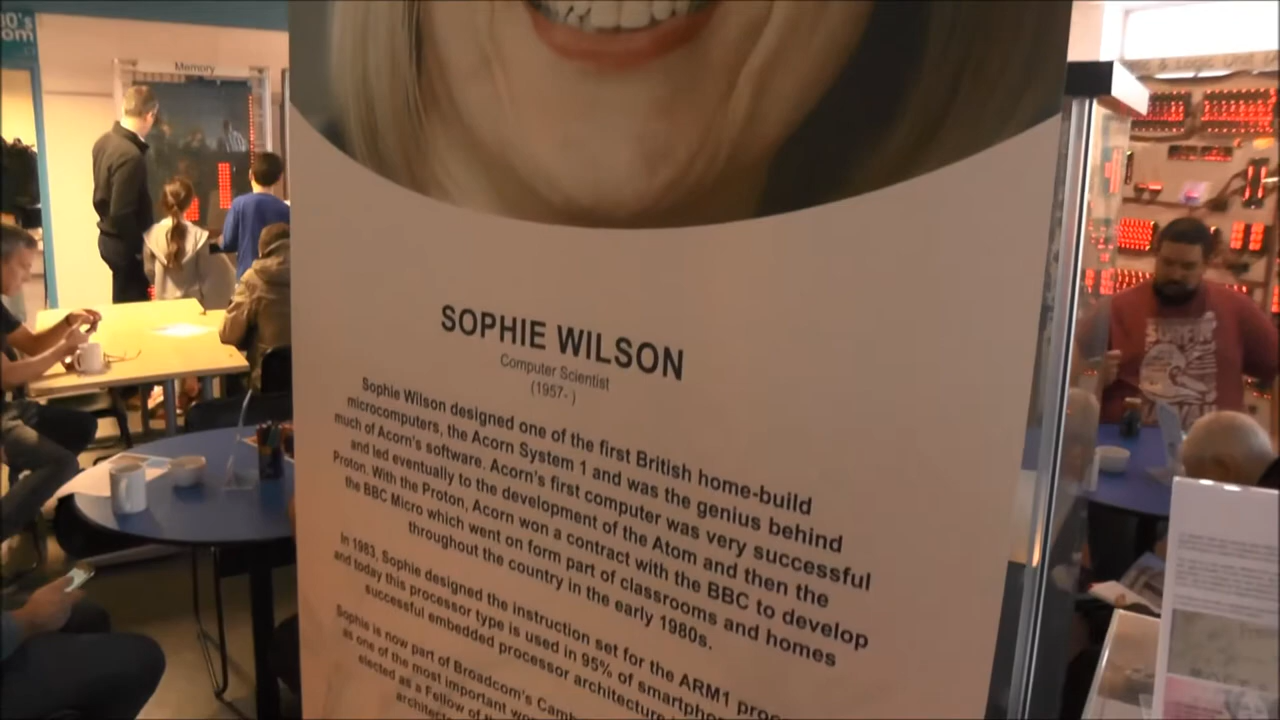 Memory
SOPHIE WILSON
Computer Scientist
(1957- )
Sophie Wilson designed one of the first British home-build
microcomputers, the Acorn System 1 and was the genius behind
much of Acorn's software. Acorn's first computer was very successful
and led eventually to the development of the Atom and then the
Proton. With the Proton, Acorn won a contract with the BBC to develop
the BBC Micro which went on form part of classrooms and homes
throughout the country in the early 1980s.
In 1983, Sophie designed the instruction set for the ARM1
and today this processor type is used in 95% of
successful embedded processor
Sophie is now part of Broadcom's
as one of the most important
elected as a Fellow of